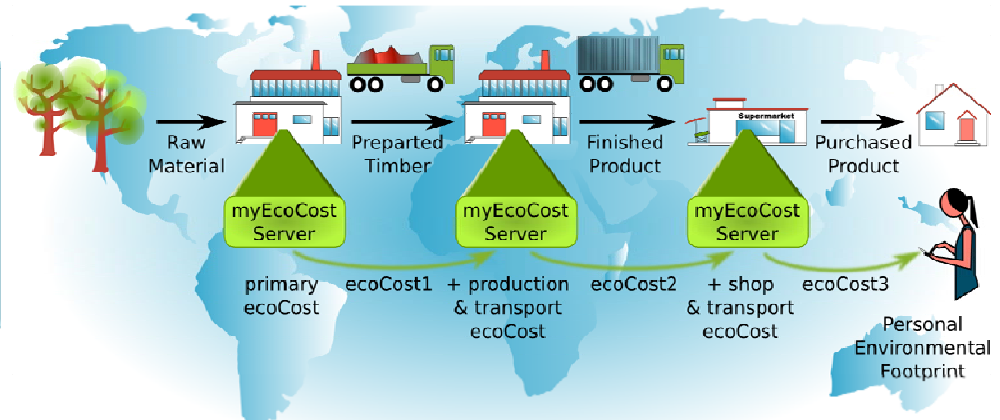 Supermarket
Raw
Material
Preparted
Timber
Finished
Product
Purchased
Product
myEcoCost
Server
myEcoCost
Server
myEcoCost
Server
primary
ecoCost
ecoCost1
+ production
& transport
ecoCost
ecoCost2
+ shop
& transport
ecoCost
ecoCost3
Personal
Environmental
Footprint